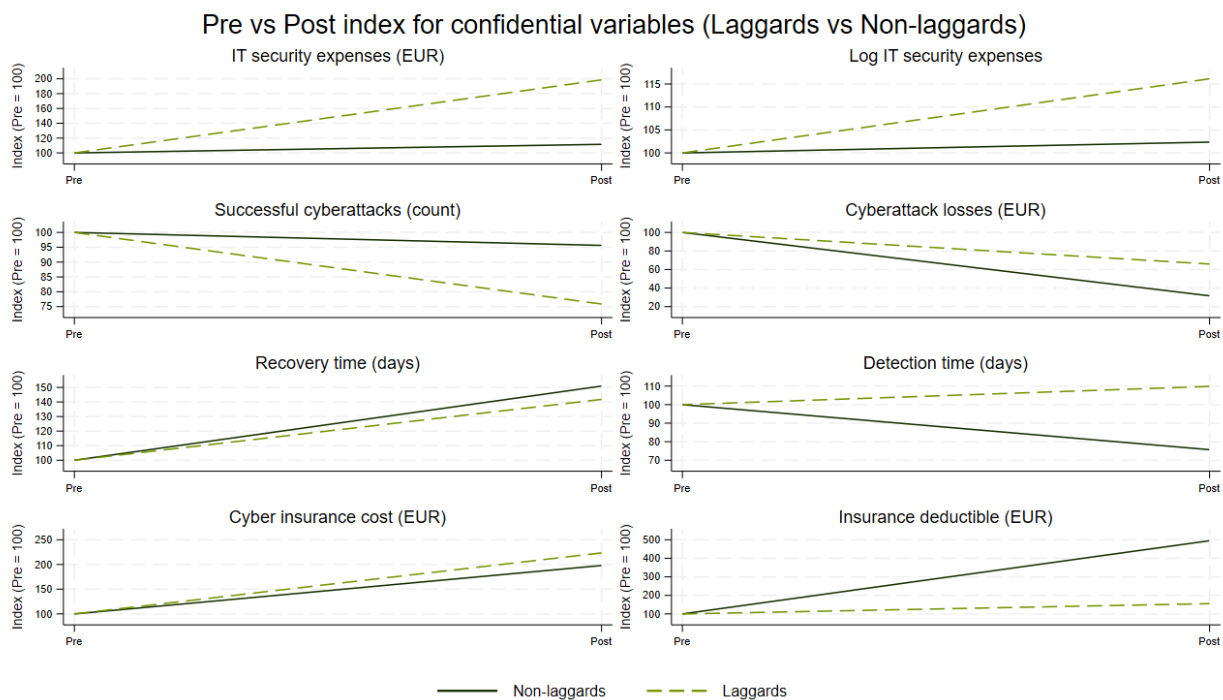 Pre vs Post index for confidential variables (Laggards vs Non-laggards)
IT security expenses (EUR)
Index (Pre = 100)
200
180
160
140
120
100
Pre
Post
Log IT security expenses
Index (Pre = 100)
115
110
105
100
Pre
Post
Successful cyberattacks (count)
Index (Pre = 100)
100
95
90
85
80
75
Pre
Post
Cyberattack losses (EUR)
Index (Pre = 100)
100
80
60
40
20
Pre
Post
Recovery time (days)
Index (Pre = 100)
150
140
130
120
110
100
Pre
Post
Detection time (days)
Index (Pre = 100)
110
100
90
80
70
Pre
Post
Cyber insurance cost (EUR)
Index (Pre = 100)
250
200
150
100
Pre
Post
Insurance deductible (EUR)
Index (Pre = 100)
500
400
300
200
100
Pre
Post
Non-laggards
Laggards